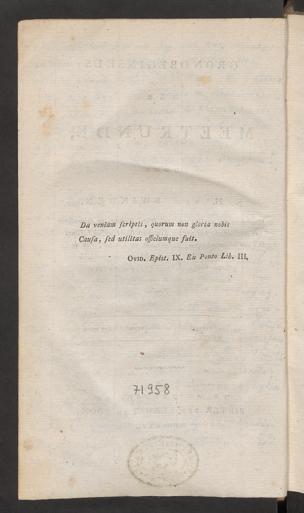 Da veniam ſcriptis, quorum non gloria nobis
Cauſa, ſed utilitas officiumque fuit.
OVID. Epist. IX. Ex Ponto Lib. III.
71958